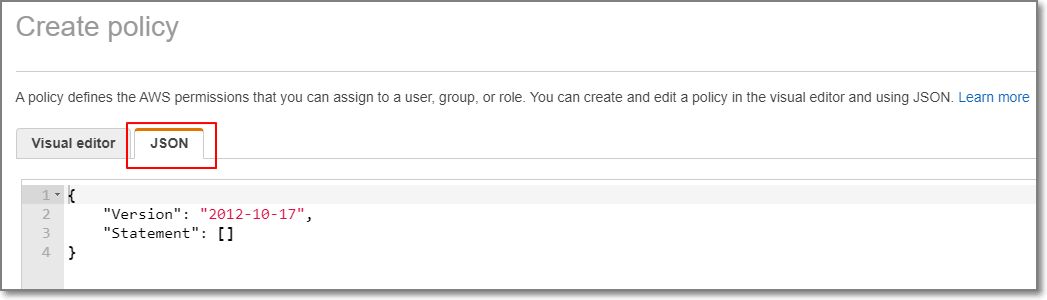 Create policy
A policy defines the AWS permissions that you can assign to a user, group, or role. You can create and edit a policy in the visual editor and using JSON. Learn more
Visual editor JSON
1 {
2     "Version": "2012-10-17",
3     "Statement": []
4 }